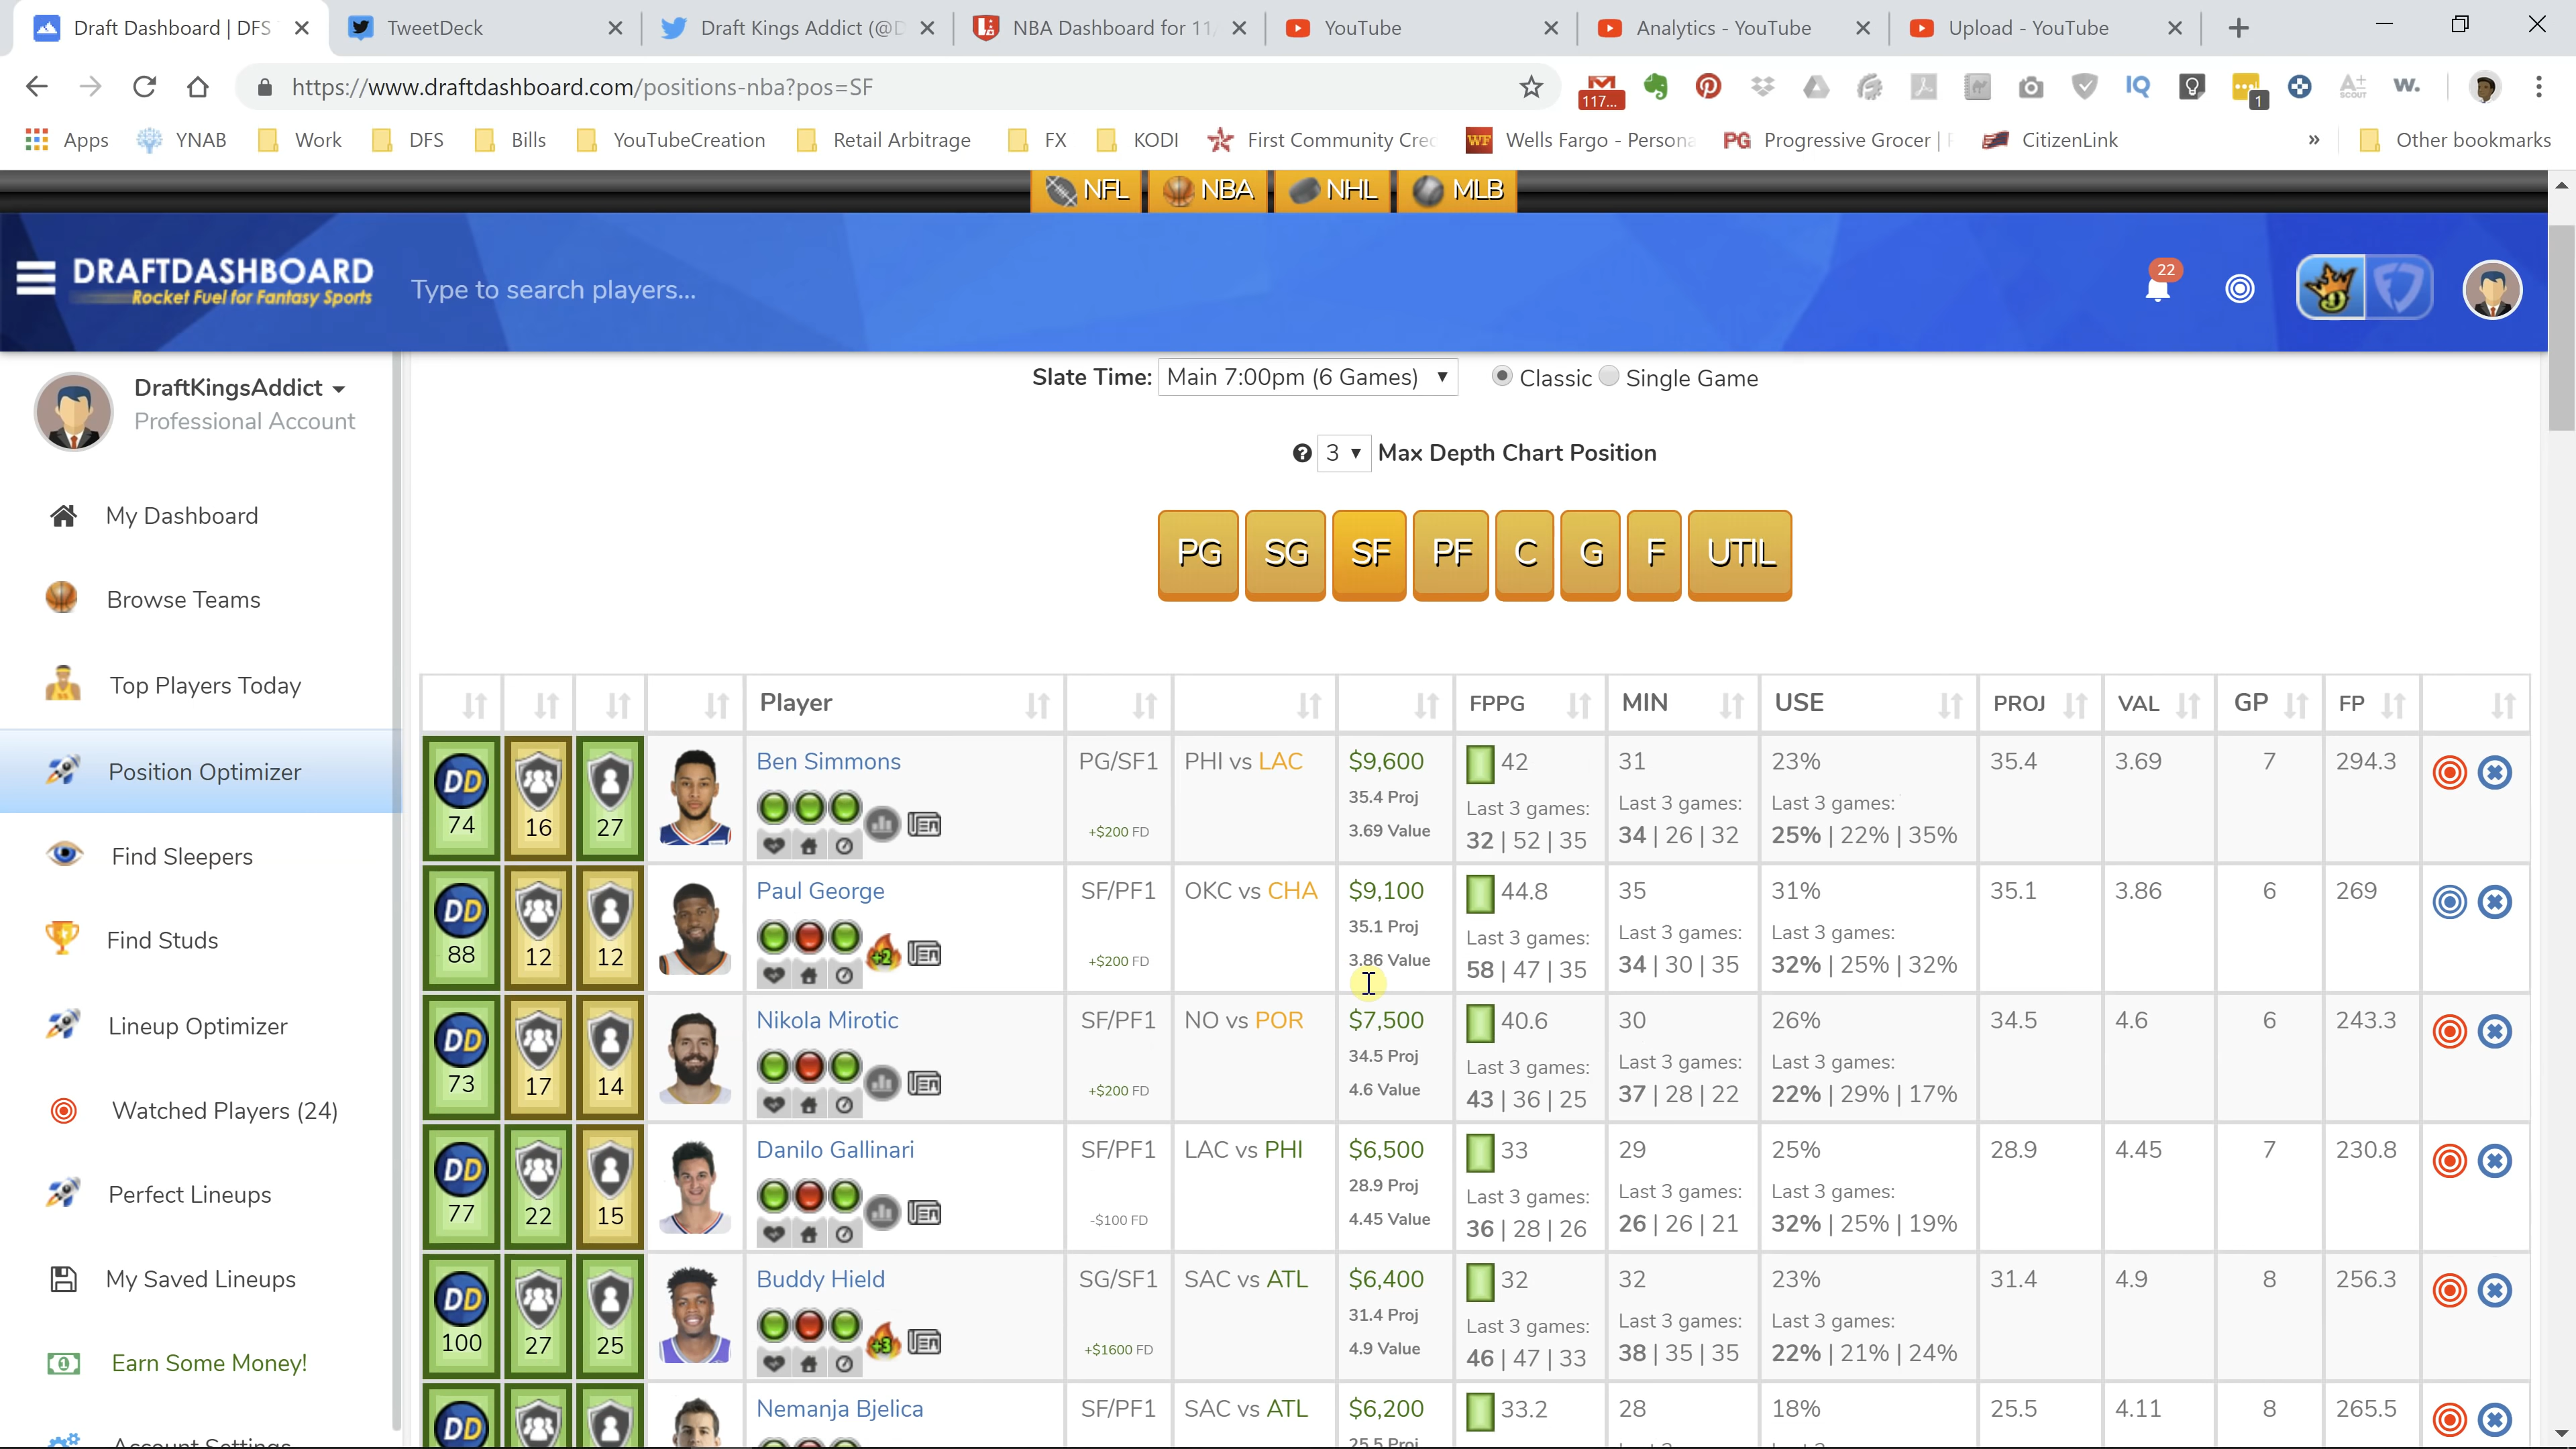 Draft Dashboard | DFS
TweetDeck
Draft Kings Addict (@D
NBA Dashboard for 11/
YouTube
Analytics - YouTube
Upload - YouTube
https://www.draftdashboard.com/positions-nba?pos=SF
117...
IQ
A+
SCOUT
w.
1
Apps
YNAB
Work
DFS
Bills
YouTubeCreation
Retail Arbitrage
FX
KODI
First Community Cre
WF Wells Fargo - Persona
PG Progressive Grocer |
CitizenLink
»
Other bookmarks
NFL
NBA
NHL
MLB
DRAFTDASHBOARD
Rocket Fuel for Fantasy Sports
Type to search players...
22
DraftKingsAddict
Professional Account
My Dashboard
Browse Teams
Top Players Today
Position Optimizer
Find Sleepers
Find Studs
Lineup Optimizer
Watched Players (24)
Perfect Lineups
My Saved Lineups
Earn Some Money!
Account Settings
Slate Time: Main 7:00pm (6 Games)
Classic
Single Game
3 Max Depth Chart Position
PG SG SF PF C G F UTIL
Player FPPG MIN USE PROJ VAL GP FP
DD 74 16 27 Ben Simmons PG/SF1 PHI vs LAC $9,600 42 31 23% 35.4 3.69 7 294.3
35.4 Proj Last 3 games: Last 3 games: Last 3 games:
+$200 FD 3.69 Value 32 | 52 | 35 34 | 26 | 32 25% | 22% | 35%
DD 88 12 12 Paul George SF/PF1 OKC vs CHA $9,100 44.8 35 31% 35.1 3.86 6 269
35.1 Proj Last 3 games: Last 3 games: Last 3 games:
+2 +$200 FD 3.86 Value 58 | 47 | 35 34 | 30 | 35 32% | 25% | 32%
DD 73 17 14 Nikola Mirotic SF/PF1 NO vs POR $7,500 40.6 30 26% 34.5 4.6 6 243.3
34.5 Proj Last 3 games: Last 3 games: Last 3 games:
+$200 FD 4.6 Value 43 | 36 | 25 37 | 28 | 22 22% | 29% | 17%
DD 77 22 15 Danilo Gallinari SF/PF1 LAC vs PHI $6,500 33 29 25% 28.9 4.45 7 230.8
28.9 Proj Last 3 games: Last 3 games: Last 3 games:
-$100 FD 4.45 Value 36 | 28 | 26 26 | 26 | 21 32% | 25% | 19%
DD 100 27 25 Buddy Hield SG/SF1 SAC vs ATL $6,400 32 32 23% 31.4 4.9 8 256.3
31.4 Proj Last 3 games: Last 3 games: Last 3 games:
+3 +$1600 FD 4.9 Value 46 | 47 | 33 38 | 35 | 35 22% | 21% | 24%
DD Nemanja Bjelica SF/PF1 SAC vs ATL $6,200 33.2 28 18% 25.5 4.11 8 265.5
25.5 Proj